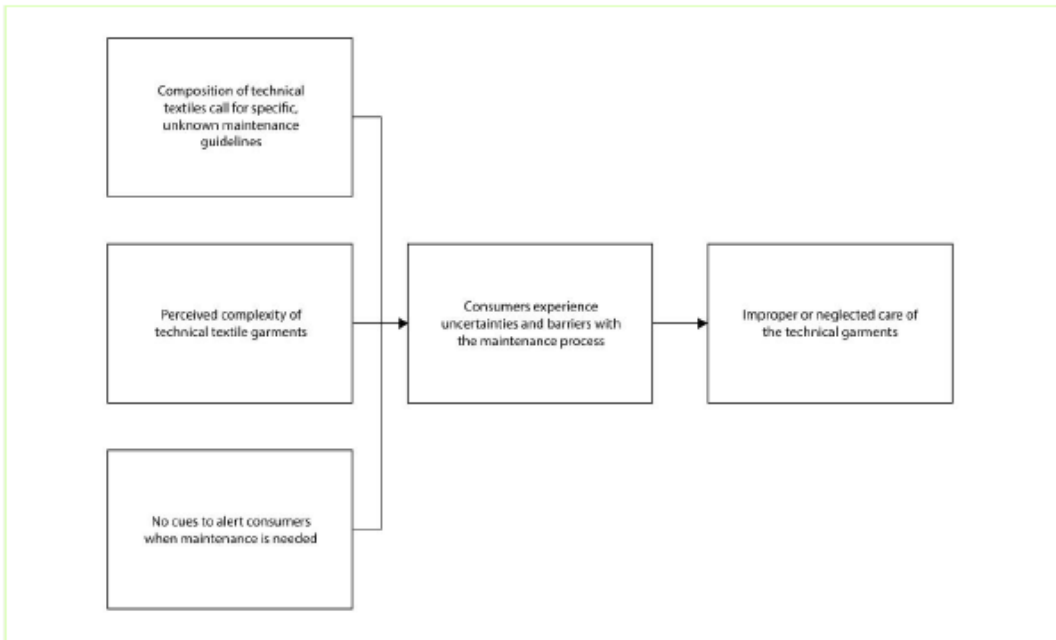 Composition of technical
textiles call for specific,
unknown maintenance
guidelines
Perceived complexity of
technical textile garments
No cues to alert consumers
when maintenance is needed
Consumers experience
uncertainties and barriers with
the maintenance process
Improper or neglected care of
the technical garments